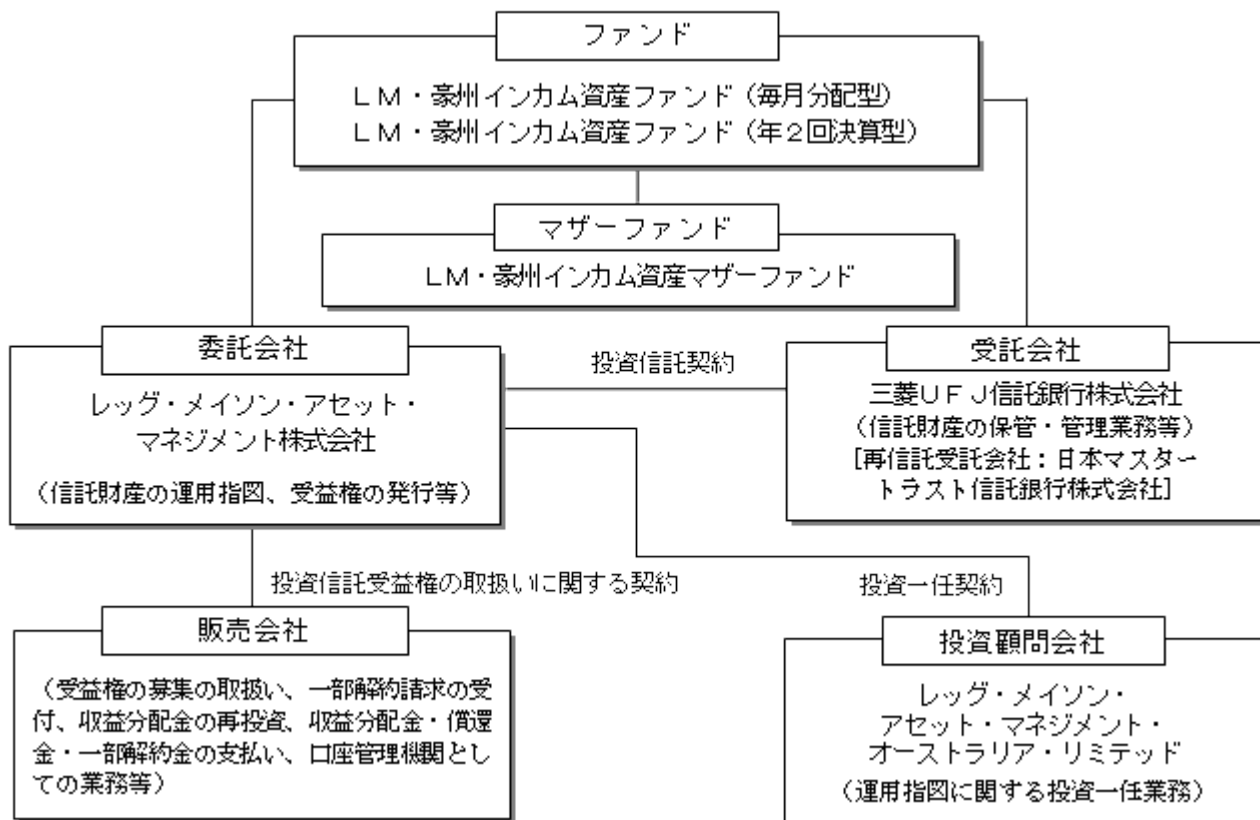 ファンド
LM・豪州インカム資産ファンド（毎月分配型）
LM・豪州インカム資産ファンド（年２回決算型）
マザーファンド
LM・豪州インカム資産マザーファンド
委託会社
レッグ・メイソン・アセット・
マネジメント株式会社
（信託財産の運用指図、受益権の発行等）
投資信託契約
受託会社
三菱ＵＦＪ信託銀行株式会社
（信託財産の保管・管理業務等）
[再信託受託会社：日本マスター
トラスト信託銀行株式会社]
投資信託受益権の取扱いに関する契約
投資一任契約
販売会社
（受益権の募集の取扱い、一部解約請求の受
付、収益分配金の再投資、収益分配金・償還
金・一部解約金の支払い、口座管理機関とし
ての業務等）
投資顧問会社
レッグ・メイソン・
アセット・マネジメント・
オーストラリア・リミテッド
（運用指図に関する投資一任業務）